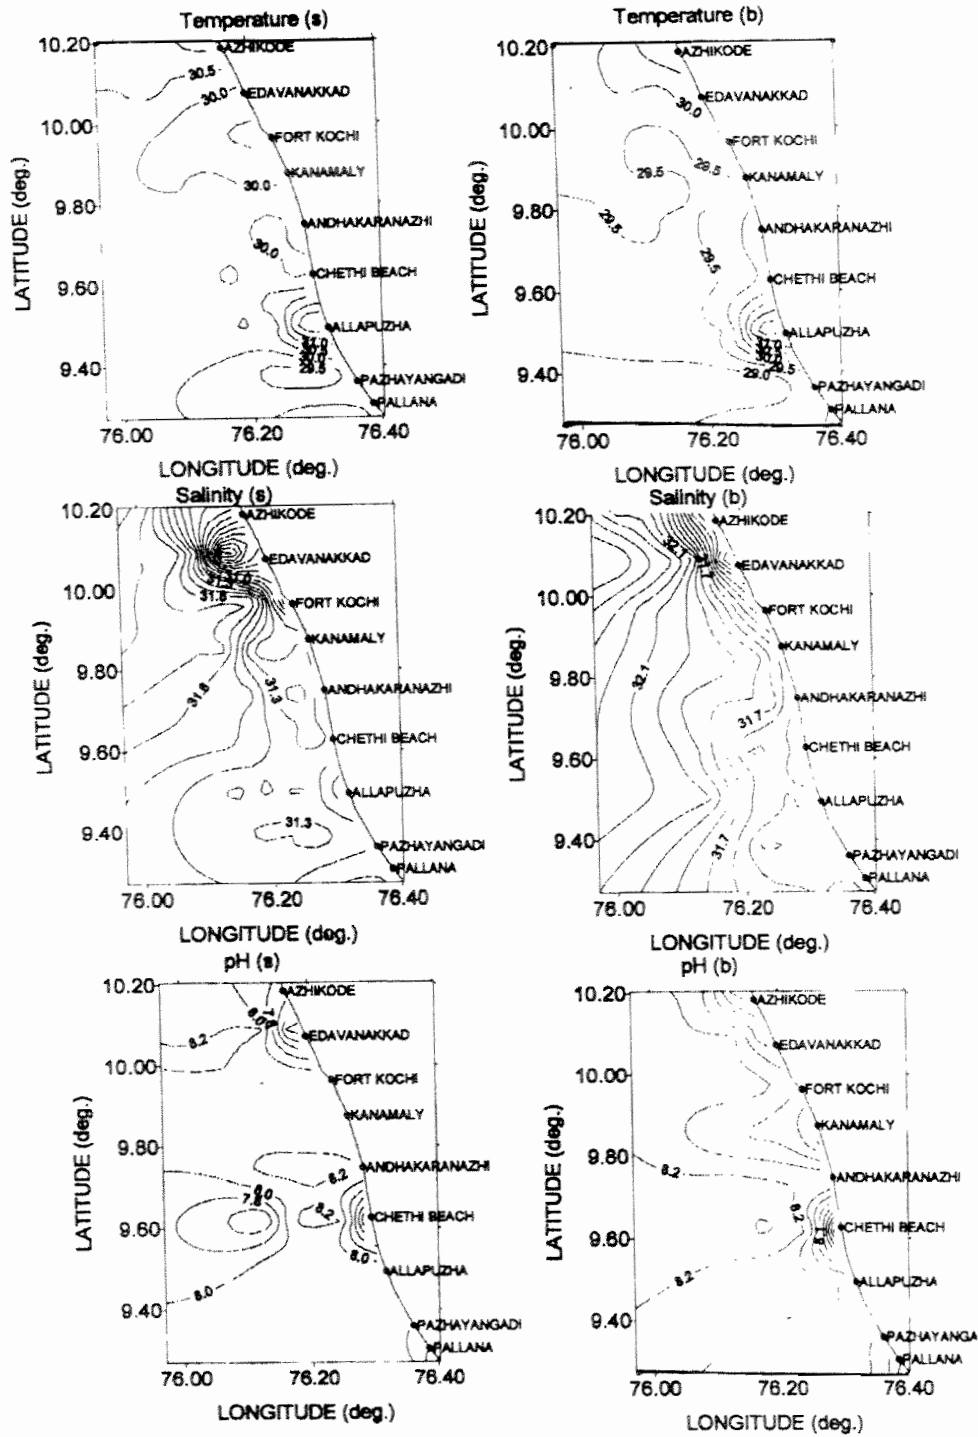 Temperature (s)
10.20
10.00
9.80
9.60
9.40
LATITUDE (deg.)
AZHIKODE
30.5
30.0
EDAVANAKKAD
FORT KOCHI
KANAMALY
30.0
ANDHAKARANAZHI
30.0
CHETHI BEACH
ALLAPUZHA
31.0
30.0
29.5
PAZHAYANGADI
PALLANA
76.00 76.20 76.40
LONGITUDE (deg.)
Temperature (b)
10.20
10.00
9.80
9.60
9.40
LATITUDE (deg.)
AZHIKODE
EDAVANAKKAD
30.0
FORT KOCHI
29.5
29.5
KANAMALY
29.5
ANDHAKARANAZHI
29.5
CHETHI BEACH
ALLAPUZHA
31.0
29.5
29.0
PAZHAYANGADI
PALLANA
76.00 76.20 76.40
LONGITUDE (deg.)
Salinity (s)
10.20
10.00
9.80
9.60
9.40
LATITUDE (deg.)
AZHIKODE
EDAVANAKKAD
31.8
FORT KOCHI
KANAMALY
31.8
31.3
ANDHAKARANAZHI
CHETHI BEACH
ALLAPUZHA
31.3
PAZHAYANGADI
PALLANA
76.00 76.20 76.40
LONGITUDE (deg.)
Salinity (b)
10.20
10.00
9.80
9.60
9.40
LATITUDE (deg.)
AZHIKODE
32.1
EDAVANAKKAD
FORT KOCHI
KANAMALY
32.1
ANDHAKARANAZHI
31.7
CHETHI BEACH
ALLAPUZHA
31.7
PAZHAYANGADI
PALLANA
76.00 76.20 76.40
LONGITUDE (deg.)
pH (s)
10.20
10.00
9.80
9.60
9.40
LATITUDE (deg.)
AZHIKODE
8.0
8.2
EDAVANAKKAD
FORT KOCHI
KANAMALY
ANDHAKARANAZHI
8.2
8.0
7.8
8.2
CHETHI BEACH
8.0
ALLAPUZHA
8.0
PAZHAYANGADI
PALLANA
76.00 76.20 76.40
LONGITUDE (deg.)
pH (b)
10.20
10.00
9.80
9.60
9.40
LATITUDE (deg.)
AZHIKODE
EDAVANAKKAD
FORT KOCHI
KANAMALY
8.2
ANDHAKARANAZHI
8.2
CHETHI BEACH
7.9
8.2
ALLAPUZHA
PAZHAYANGA
PALLANA
76.00 76.20 76.40
LONGITUDE (deg.)